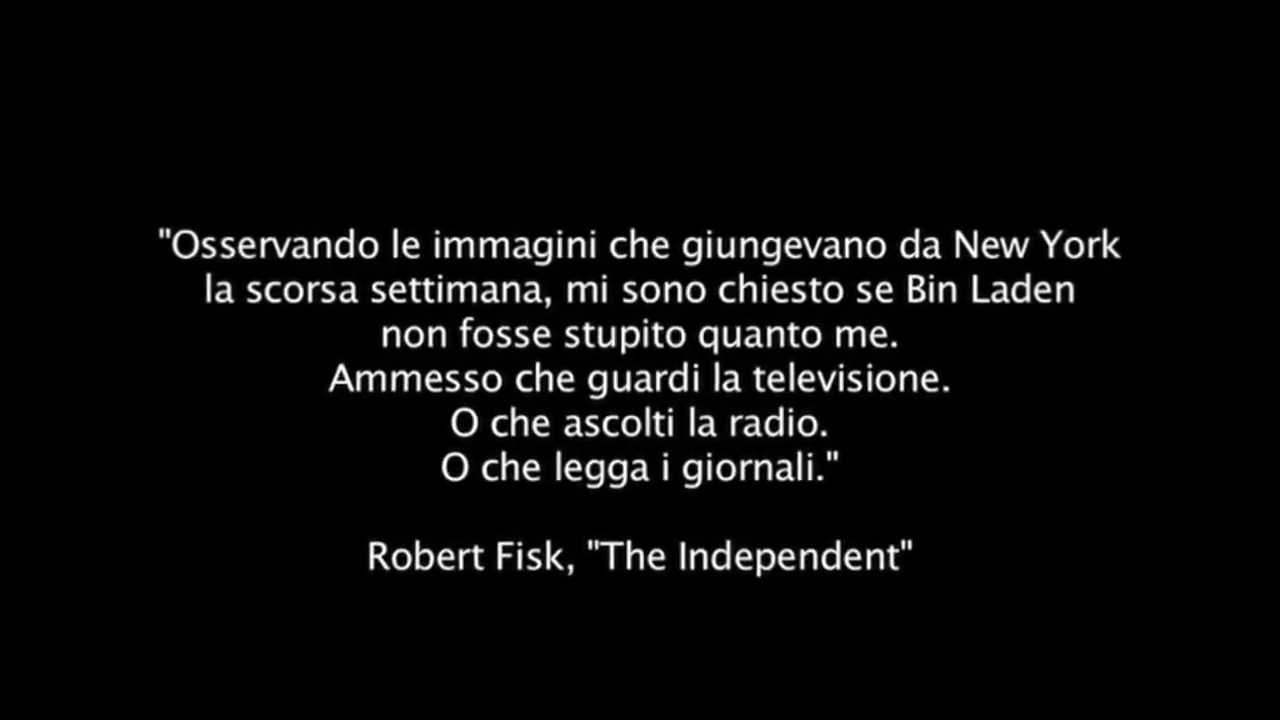 "Osservando le immagini che giungevano da New York
la scorsa settimana, mi sono chiesto se Bin Laden
non fosse stupito quanto me.
Ammesso che guardi la televisione.
O che ascolti la radio.
O che legga i giornali."
Robert Fisk, "The Independent"